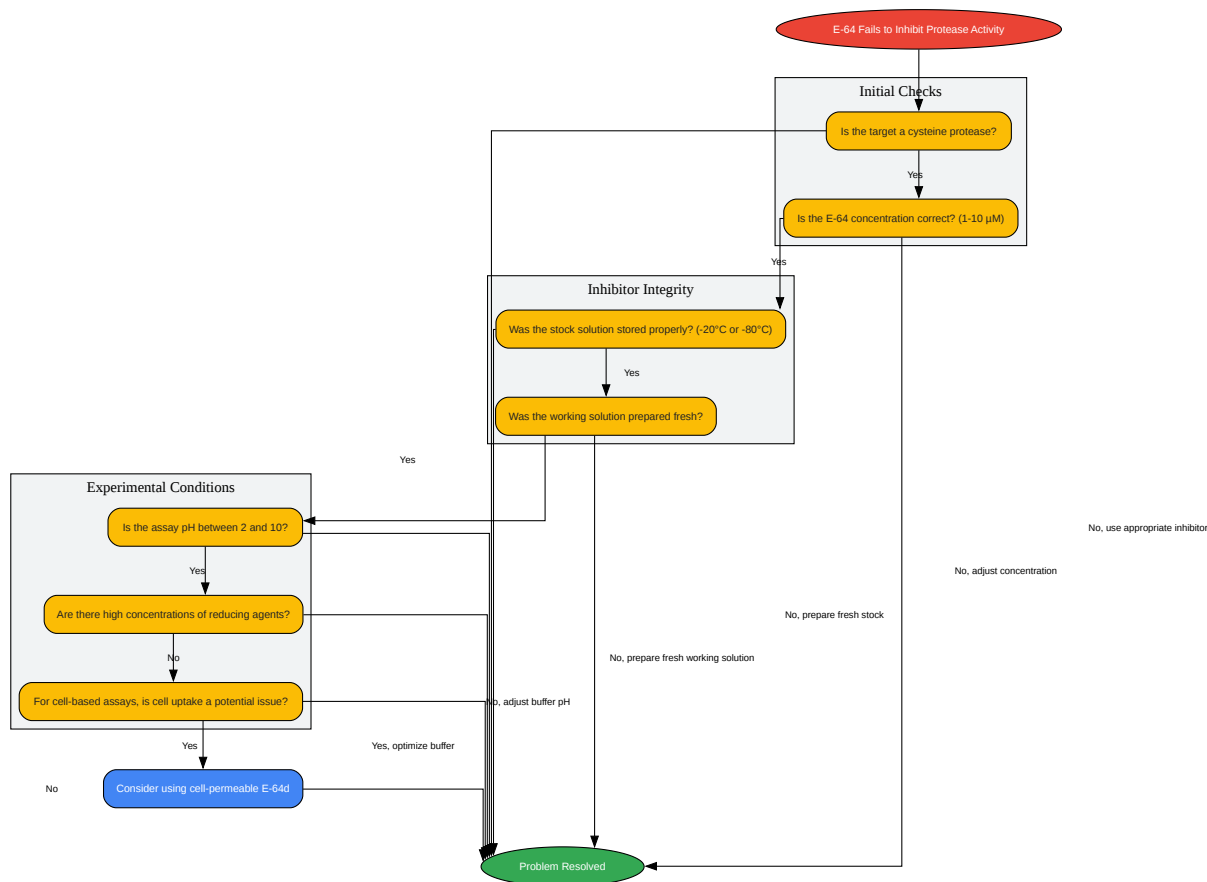 E-64 Fails to Inhibit Protease Activity
Initial Checks
Is the target a cysteine protease?
Yes
Is the E-64 concentration correct? (1-10 µM)
Yes
Inhibitor Integrity
Was the stock solution stored properly? (-20°C or -80°C)
Yes
Was the working solution prepared fresh?
Yes
Experimental Conditions
Is the assay pH between 2 and 10?
No, use appropriate inhibitor
Yes
No, adjust concentration
Are there high concentrations of reducing agents?
No, prepare fresh stock
No
No, prepare fresh working solution
For cell-based assays, is cell uptake a potential issue?
No, adjust buffer pH
Yes
Yes, optimize buffer
No
Consider using cell-permeable E-64d
Problem Resolved